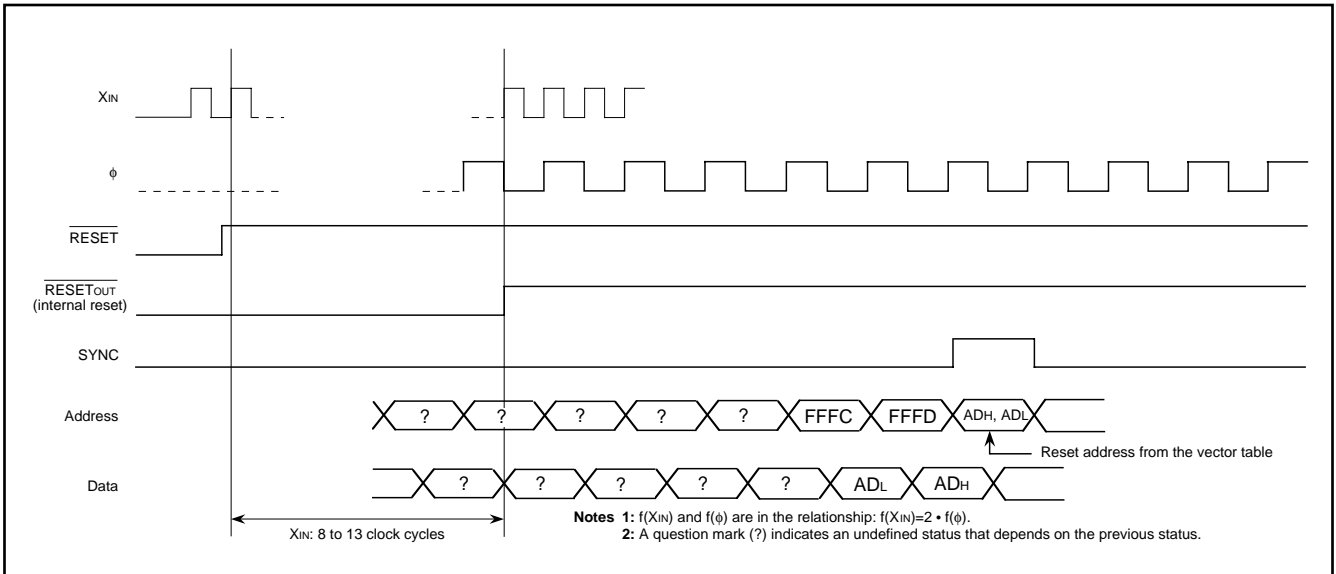 XIN
ϕ
RESET
RESETOUT
(internal reset)
SYNC
Address
? ? ? ? ? FFFC FFFD ADH, ADL
Reset address from the vector table
Data
? ? ? ? ? ADL ADH
XIN: 8 to 13 clock cycles
Notes 1: f(XIN) and f(ϕ) are in the relationship: f(XIN)=2 • f(ϕ).
2: A question mark (?) indicates an undefined status that depends on the previous status.